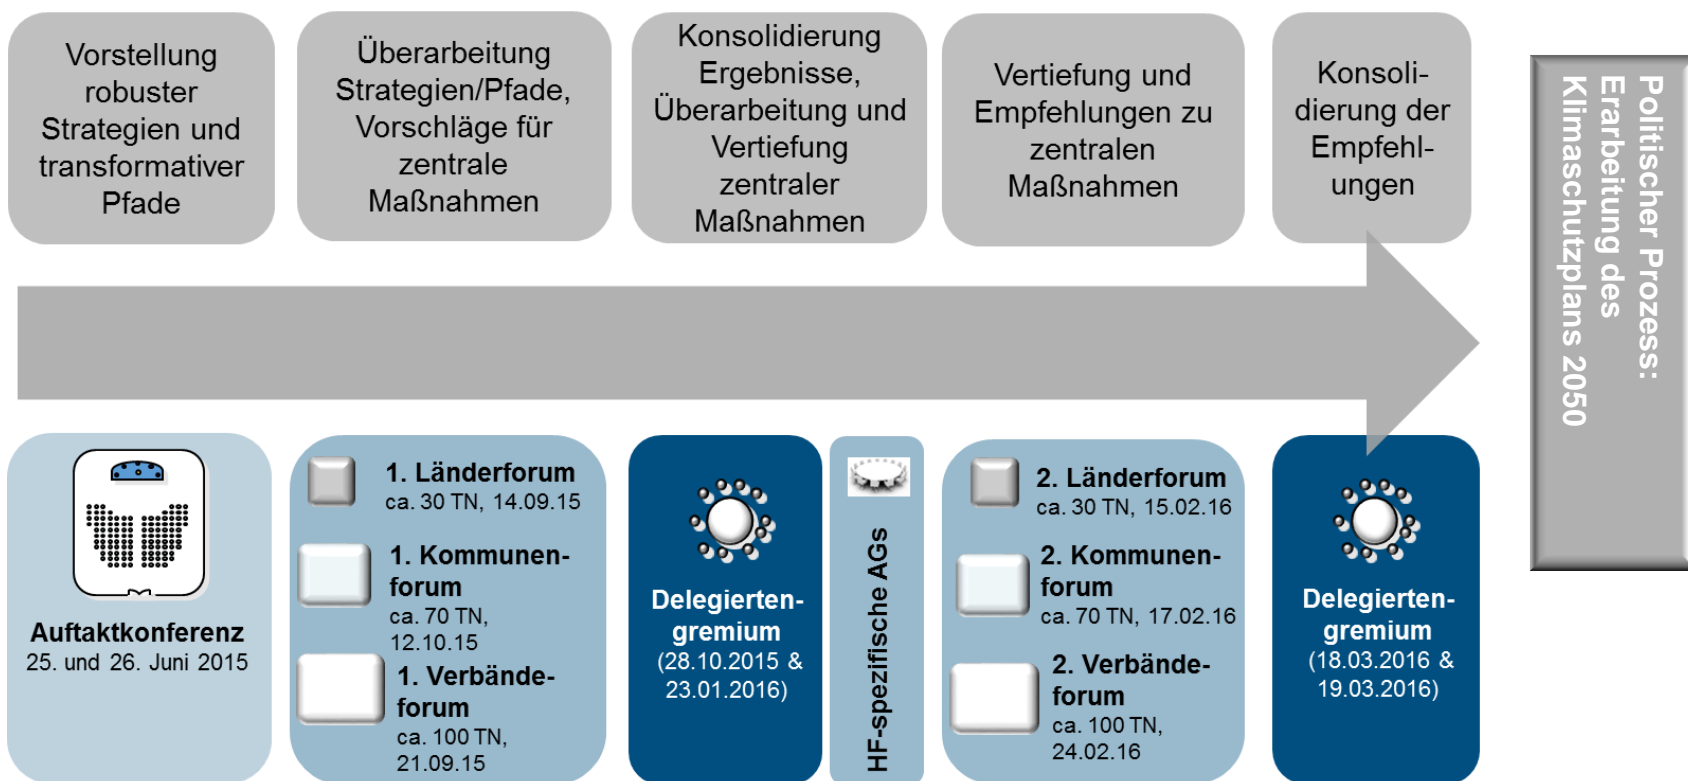 Vorstellung
robuster
Strategien und
transformativer
Pfade
Überarbeitung
Strategien/Pfade,
Vorschläge für
zentrale
Maßnahmen
Konsolidierung
Ergebnisse,
Überarbeitung und
Vertiefung
zentraler
Maßnahmen
Vertiefung und
Empfehlungen zu
zentralen
Maßnahmen
Konsoli-
dierung der
Empfehl-
ungen
Politischer Prozess:
Erarbeitung des
Klimaschutzplans 2050
Auftaktkonferenz
25. und 26. Juni 2015
1. Länderforum
ca. 30 TN, 14.09.15
1. Kommunen-
forum
ca. 70 TN,
12.10.15
1. Verbände-
forum
ca. 100 TN,
21.09.15
Delegierten-
gremium
(28.10.2015 &
23.01.2016)
HF-spezifische AGs
2. Länderforum
ca. 30 TN, 15.02.16
2. Kommunen-
forum
ca. 70 TN, 17.02.16
2. Verbände-
forum
ca. 100 TN,
24.02.16
Delegierten-
gremium
(18.03.2016 &
19.03.2016)